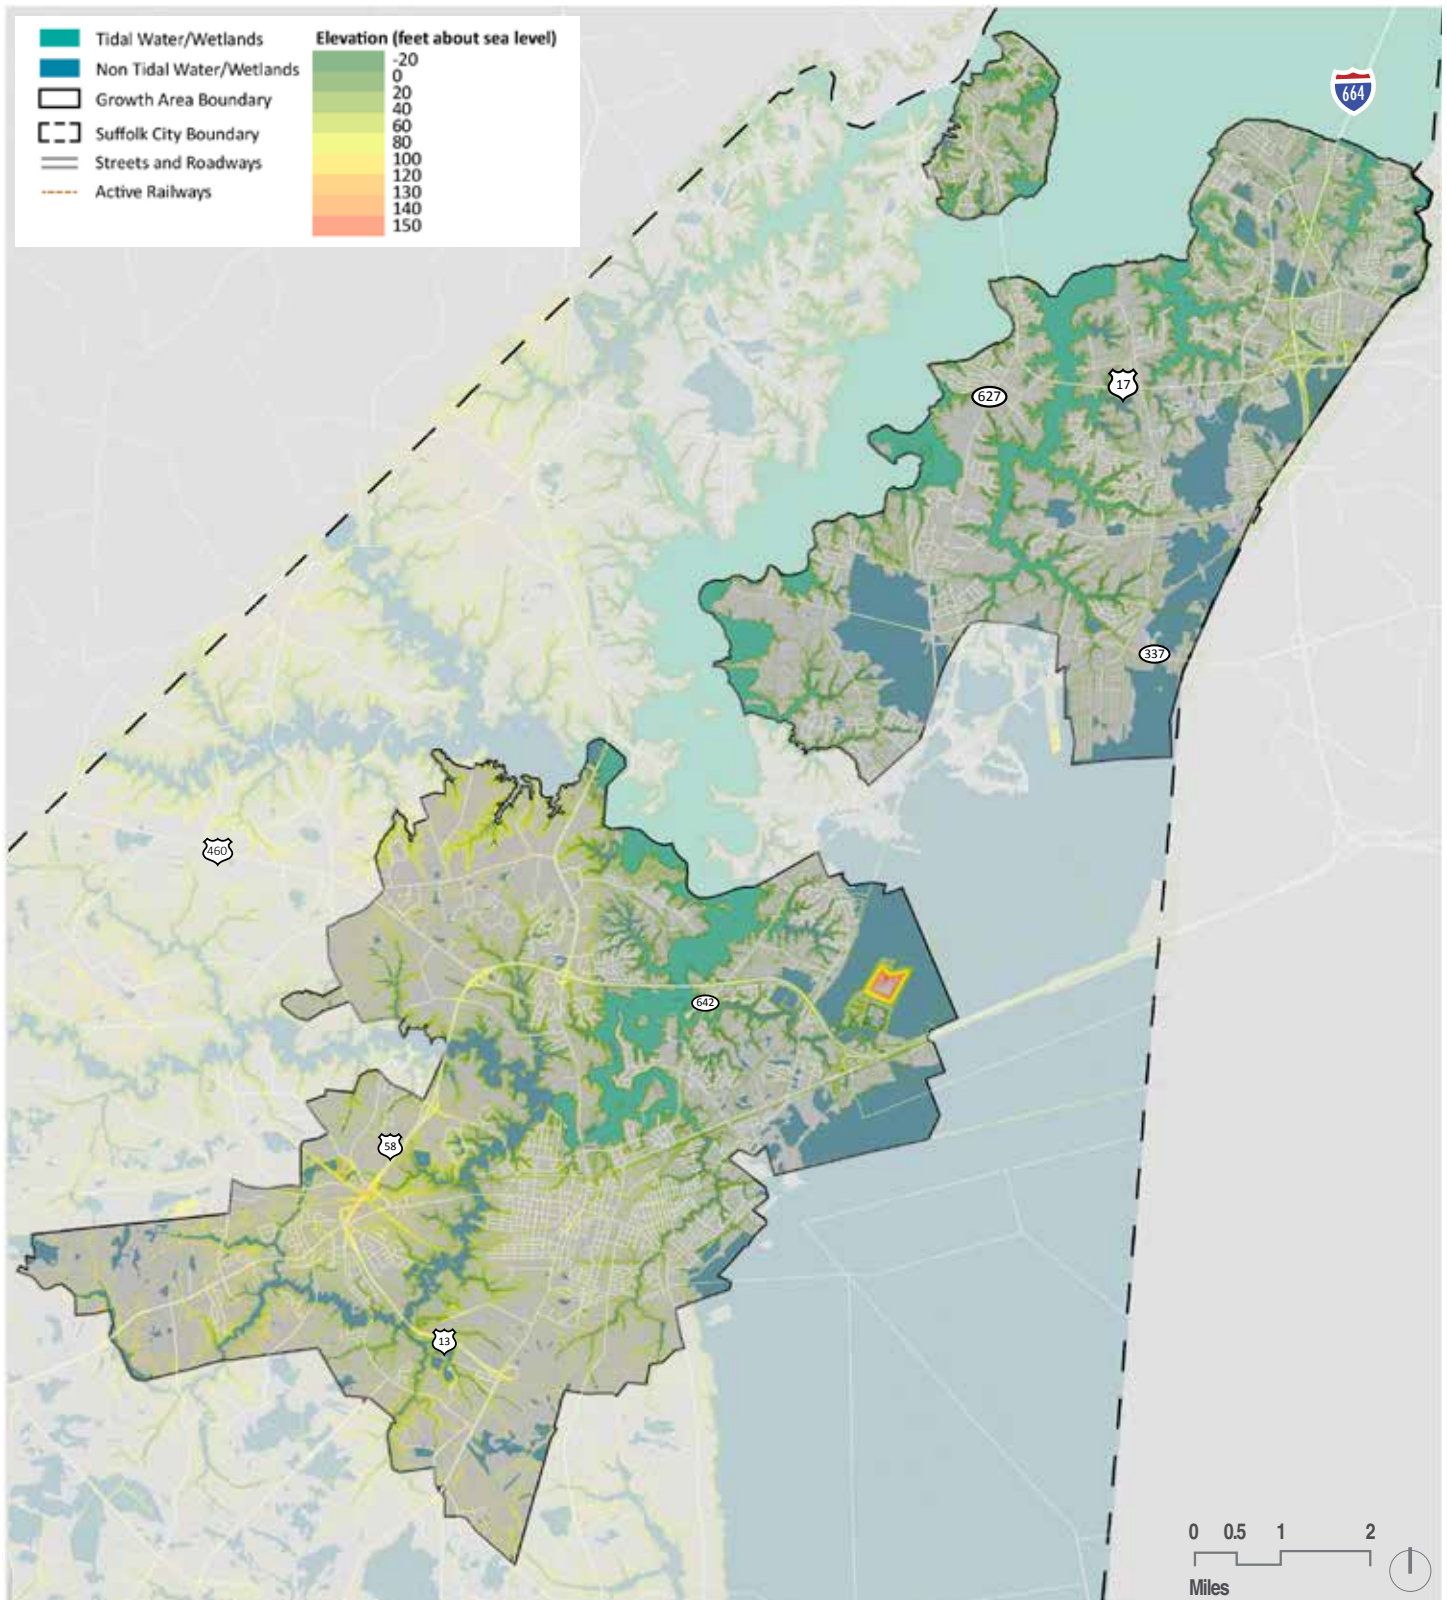 Tidal Water/Wetlands
Non Tidal Water/Wetlands
Growth Area Boundary
Suffolk City Boundary
Streets and Roadways
Active Railways
Elevation (feet about sea level)
-20
0
20
40
60
80
100
120
130
140
150
664
17
627
337
460
642
58
13
0 0.5 1 2
Miles